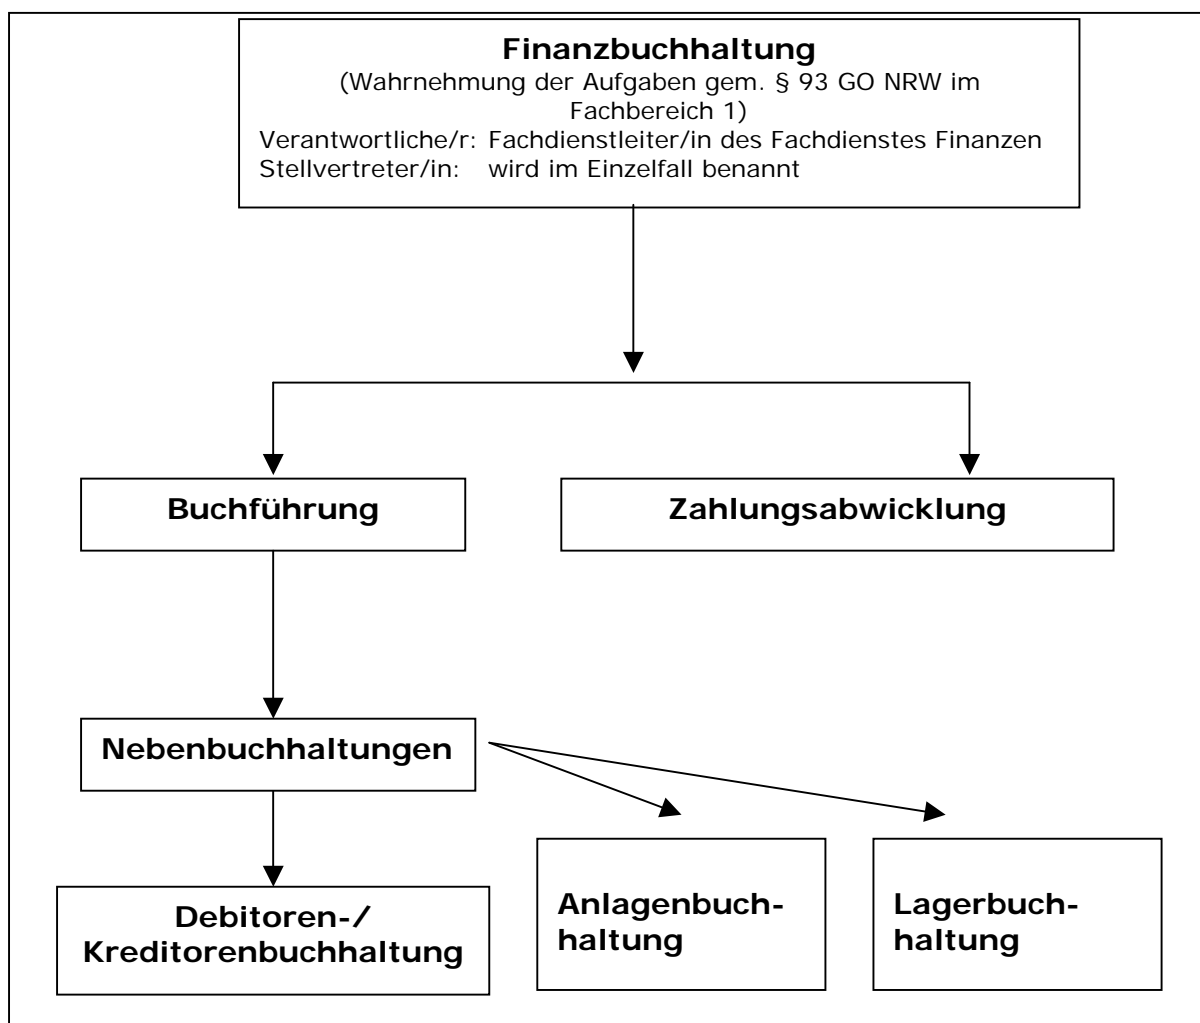 Finanzbuchhaltung
(Wahrnehmung der Aufgaben gem. § 93 GO NRW im
Fachbereich 1)
Verantwortliche/r: Fachdienstleiter/in des Fachdienstes Finanzen
Stellvertreter/in: wird im Einzelfall benannt
Buchführung
Zahlungsabwicklung
Nebenbuchhaltungen
Debitoren-/
Kreditorenbuchhaltung
Anlagenbuch-
haltung
Lagerbuch-
haltung